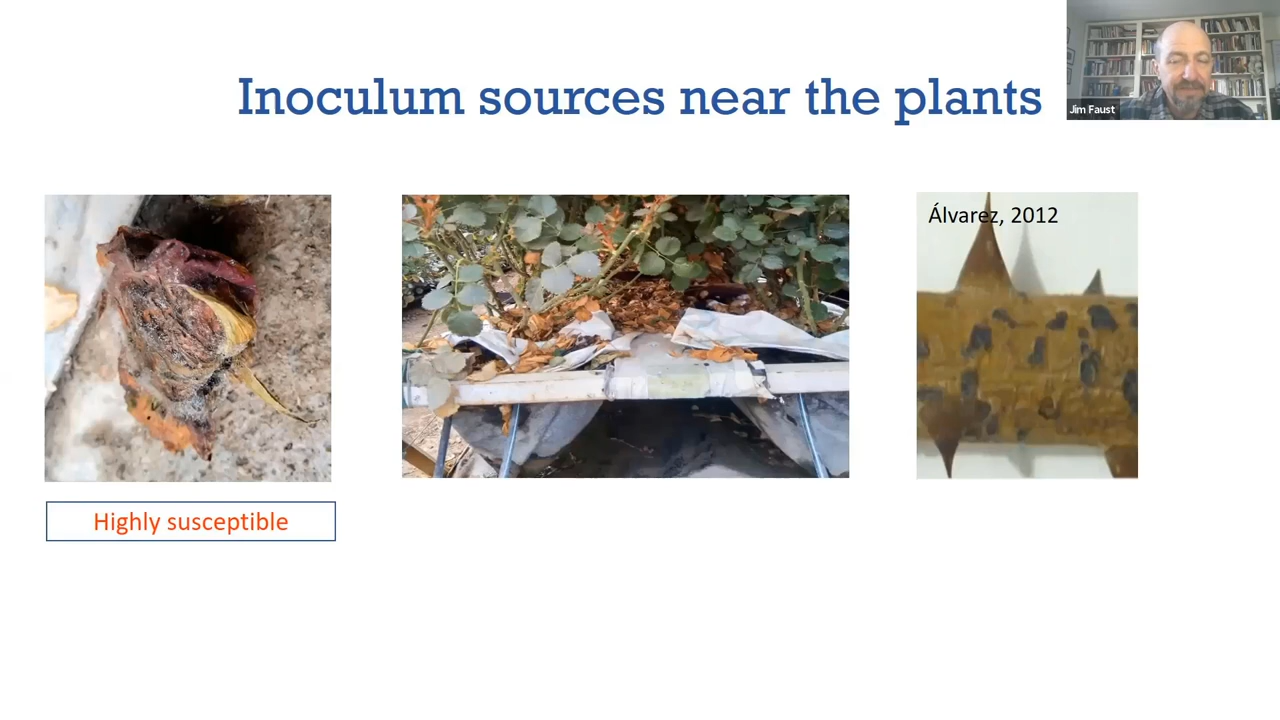 Inoculum sources near the plants
Jim Faust
Álvarez, 2012
Highly susceptible